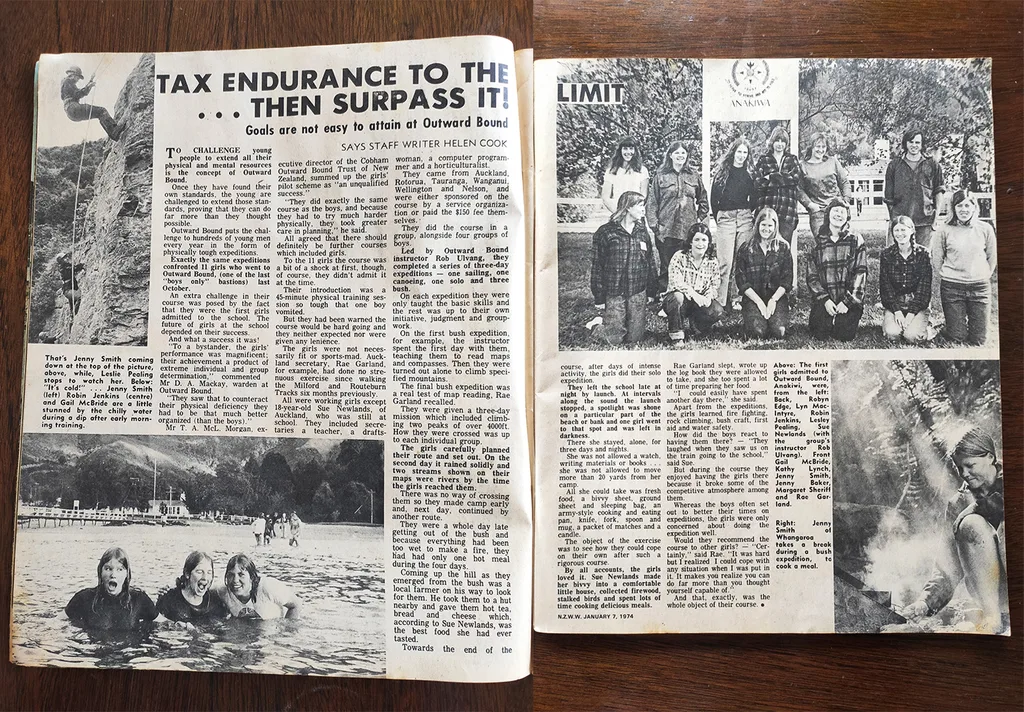 TAX ENDURANCE TO THE
. . . THEN SURPASS IT!
Goals are not easy to attain at Outward Bound
SAYS STAFF WRITER HELEN COOK
TO CHALLENGE young
people to extend all their
physical and mental resources
is the concept of Outward
Bound.
Once they have found their
own standards, the young are
challenged to extend those stan-
dards, proving that they can do
far more than they thought
possible.
Outward Bound puts the chal-
lenge to hundreds of young men
every year in the form of
physically tough expeditions.
Exactly the same expeditions
confronted 11 girls who went to
Outward Bound, (one of the last
"boys only" bastions) last
October.
An extra challenge in their course
was posed by the fact
that they were the first girls
admitted to the school. The
future of girls at the school
depended on their success.
And what a success it was!
"To a bystander, the girls'
performance was magnificent;
their achievement a product of
extreme individual and group
determination," commented
Mr D. A. Mackay, warden at
Outward Bound.
"They saw that to counteract
their physical deficiency they
had to be that much better
organized (than the boys)."
Mr T. A. McL. Morgan, ex-
ecutive director of the Cobham
Outward Bound Trust of New
Zealand, summed up the girls'
pilot scheme as "an unqualified
success."
"They did exactly the same
course as the boys, and because
they had to try much harder
physically, they took greater
care in planning," he said.
All agreed that there should
definitely be further courses
which included girls.
To the 11 girls the course was
a bit of a shock at first, though,
of course, they didn't admit it
at the time.
Their introduction was a
45-minute physical training ses-
sion so tough that one boy
vomited.
But they had been warned the
course would be hard going and
they neither expected nor were
given any lenience.
The girls were not neces-
sarily fit or sports-mad. Auck-
land secretary, Rae Garland,
for example, had done no stre-
nuous exercise since walking
the Milford and Routeburn
Tracks six months previously.
All were working girls except
18-year-old Sue Newlands, of
Auckland, who was still at
school. They included secre-
taries a teacher, a drafts-
woman, a computer program-
mer and a horticulturalist.
They came from Auckland,
Rotorua, Tauranga, Wanganui,
Wellington and Nelson, and
were either sponsored on the
course by a service organiza-
tion or paid the $150 fee them-
selves.
They did the course in a
group, alongside four groups of
boys.
Led by Outward Bound
instructor Rob Ulvang, they
completed a series of three-day
expeditions — one sailing, one
canoeing, one solo and three
bush.
On each expedition they were
only taught the basic skills and
the rest was up to their own
initiative, judgment and group-
work.
On the first bush expedition,
for example, the instructor
spent the first day with them,
teaching them to read maps
and compasses. Then they were
turned out alone to climb speci-
fied mountains.
The final bush expedition was
a real test of map reading, Rae
Garland recalled.
They were given a three-day
mission which included climb-
ing two peaks of over 4000ft.
How they were crossed was up
to each individual group.
The girls carefully planned
their route and set out. On the
second day it rained solidly and
two streams shown on their
maps were rivers by the time
the girls reached them.
There was no way of crossing
them so they made camp early
and, next day, continued by
another route.
They were a whole day late
getting out of the bush and
because everything had been
too wet to make a fire, they
had had only one hot meal
during the four days.
Coming up the hill as they
emerged from the bush was a
local farmer on his way to look
for them. He took them to a hut
nearby and gave them hot tea,
bread and cheese which,
according to Sue Newlands, was
the best food she had ever
tasted.
Towards the end of the
That's Jenny Smith coming
down at the top of the picture,
above, while, Leslie Pealing
stops to watch her. Below:
"It's cold!" . . . Jenny Smith
(left) Robin Jenkins (centre)
and Gail McBride are a little
stunned by the chilly water
during a dip after early morn-
ing training.
LIMIT
ANAKIWA
course, after days of intense
activity, the girls did their solo
expedition.
They left the school late at
night by launch. At intervals
along the sound the launch
stopped, a spotlight was shone
on a particular part of the
beach or bank and one girl went
to that spot and was left in
darkness.
There she stayed, alone, for
three days and nights.
She was not allowed a watch,
writing materials or books . . .
she was not allowed to move
more than 20 yards from her
camp.
All she could take was fresh
food, a bivvy sheet, ground
sheet and sleeping bag, an
army-style cooking and eating
pan, knife, fork, spoon and
mug, a packet of matches and a
candle.
The object of the exercise
was to see how they could cope
on their own after such a
rigorous course.
By all accounts, the girls
loved it. Sue Newlands made
her bivvy into a comfortable
little house, collected firewood,
stalked birds and spent lots of
time cooking delicious meals.
Rae Garland slept, wrote up
the log book they were allowed
to take, and she too spent a lot
of time preparing her food.
"I could easily have spent
another day there," she said.
Apart from the expeditions,
the girls learned fire fighting,
rock climbing, bush craft, first
aid and water safety.
How did the boys react to
having them there? — "They
laughed when they saw us on
the train going to the school,"
said Sue.
But during the course they
enjoyed having the girls there
because it broke some of the
competitive atmosphere among
them.
Whereas the boys often set
out to better their times on
expeditions, the girls were only
concerned about doing the
expedition well.
Would they recommend the
course to other girls? — "Cer-
tainly," said Rae. "It was hard
but I realized I could cope with
any situation when I was put in
it. It makes you realize you can
do far more than you thought
yourself capable of."
And that, exactly, was the
whole object of their course. •
Above: The first
girls admitted to
Outward Bound,
Anakiwa, were,
from the left:
Back, Robyn
Edge, Lyn Mac-
Intyre, Robin
Jenkins, Lesley
Pealing, Sue
Newlands (with
the group's
instructor Rob
Ulvang). Front
Gail McBride,
Kathy Lynch,
Jenny Smith,
Jenny Baker,
Margaret Sheriff
and Rae Gar-
land.
Right: Jenny
Smith of
Whangaroa
takes a break
during a bush
expedition, to
cook a meal.
N.Z.W.W. JANUARY 7, 1974